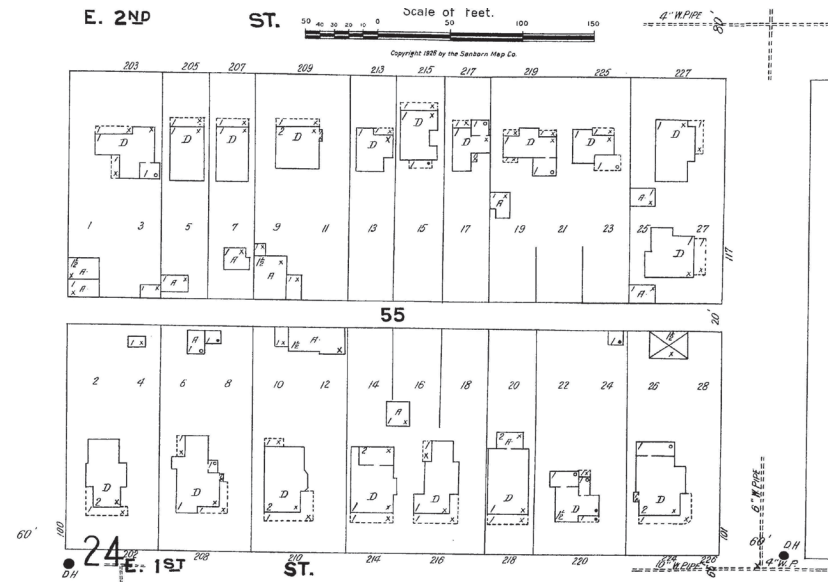 E. 2ND ST.
Scale of Feet.
50 40 30 20 10 0 50 100 150
Copyright 1928 by the Sanborn Map Co.
4" W.PIPE
80'
203 205 207 209 213 215 217 219 225 227
D D D 2 D D D D D D D
1 3 5 7 9 11 13 15 17 19 21 23 25 27
A A A A A A A
D
117
55
20'
2 4 6 8 10 12 14 16 18 20 22 24 26 28
A A A A
D D D D D D D D
6" W.PIPE
60' 100 101 60'
24
202 208 210 214 216 218 220 224 226
E. 1ST ST.
DH
10" W.PIPE
DH
4" W.P.